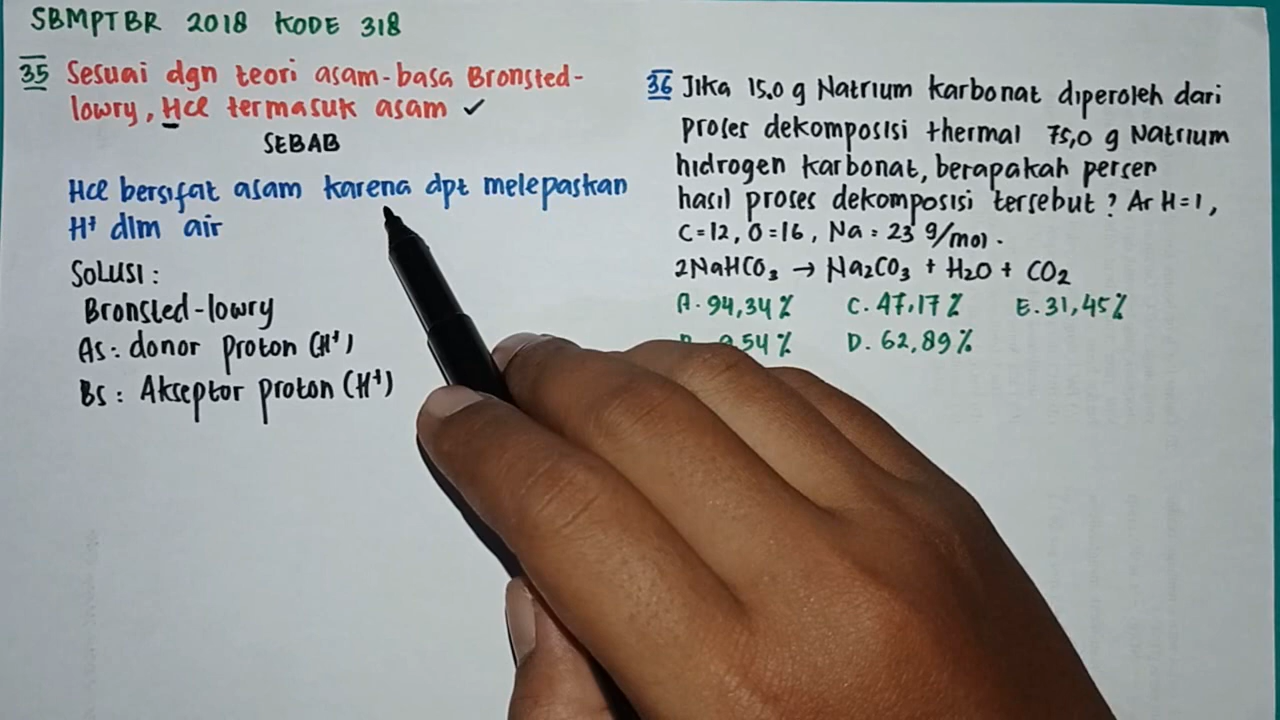 SBMPTBR 2018 KODE 318
35 Sesuai dgn teori asam-basa Bronsted-
lowry, HCl termasuk asam ✓
SEBAB
HCl bersifat asam karena dpt melepaskan
H⁺ dlm air
SOLUSI :
Bronsted-lowry
As : donor proton (H⁺)
Bs : Akseptor proton (H⁺)
36 Jika 15.0 g Natrium karbonat diperoleh dari
proses dekomposisi thermal 75,0 g Natrium
hidrogen karbonat, berapakah persen
hasil proses dekomposisi tersebut ? Ar H = 1,
C = 12, O = 16, Na = 23 g/mol.
2NaHCO₃ → Na₂CO₃ + H₂O + CO₂
A. 94,34 % C. 47,17 % E. 31,45 %
54 % D. 62,89 %